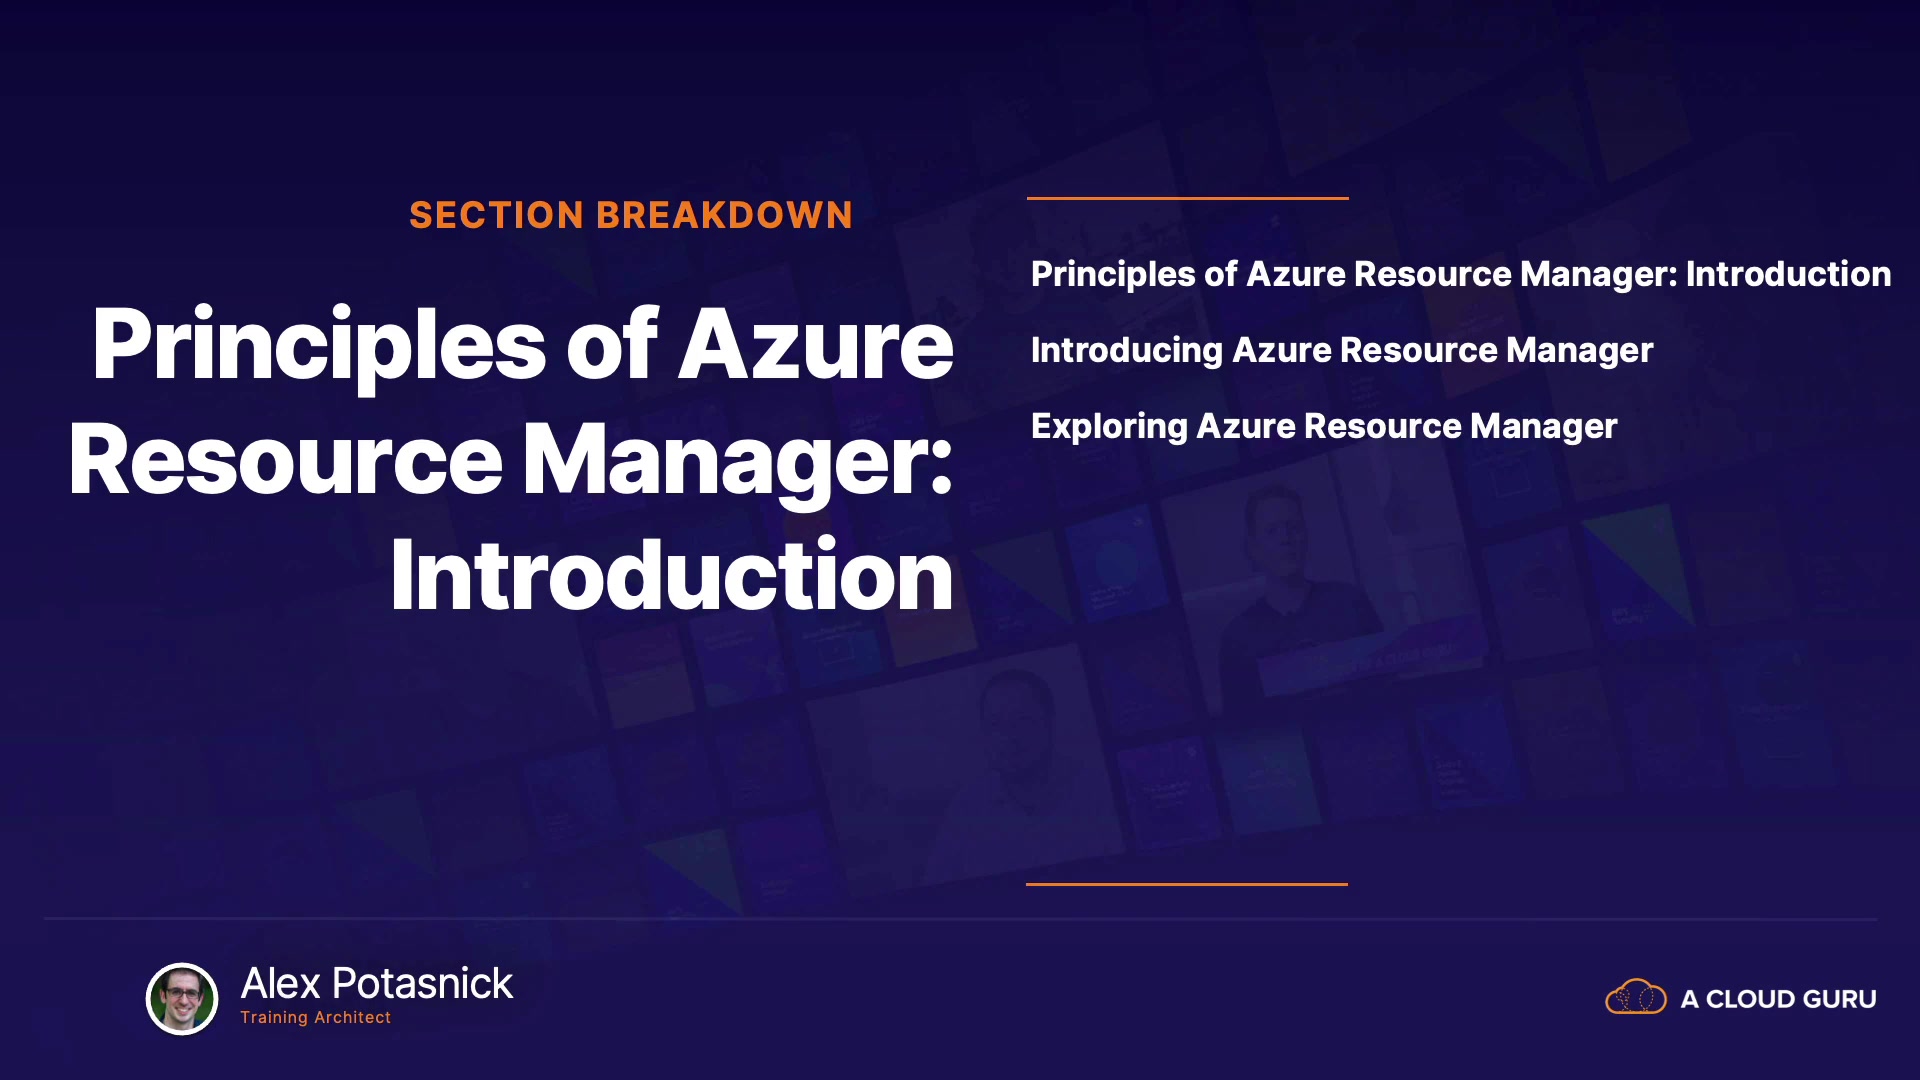 SECTION BREAKDOWN
Principles of Azure
Resource Manager:
Introduction
Principles of Azure Resource Manager: Introduction
Introducing Azure Resource Manager
Exploring Azure Resource Manager
Alex Potasnick
Training Architect
A CLOUD GURU